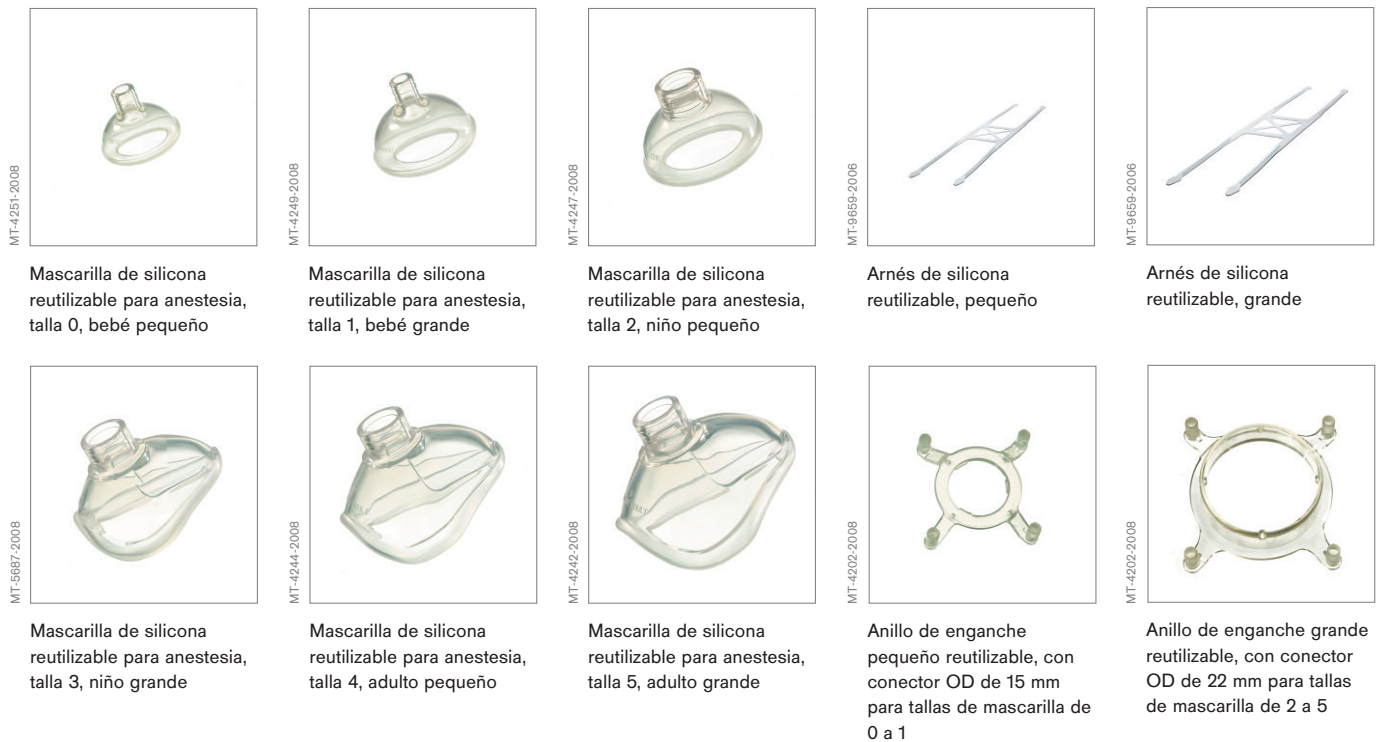 MT-4251-2008
Mascarilla de silicona
reutilizable para anestesia,
talla 0, bebé pequeño
MT-4249-2008
Mascarilla de silicona
reutilizable para anestesia,
talla 1, bebé grande
MT-4247-2008
Mascarilla de silicona
reutilizable para anestesia,
talla 2, niño pequeño
MT-9659-2006
Arnés de silicona
reutilizable, pequeño
MT-9659-2006
Arnés de silicona
reutilizable, grande
MT-5687-2008
Mascarilla de silicona
reutilizable para anestesia,
talla 3, niño grande
MT-4244-2008
Mascarilla de silicona
reutilizable para anestesia,
talla 4, adulto pequeño
MT-4242-2008
Mascarilla de silicona
reutilizable para anestesia,
talla 5, adulto grande
MT-4202-2008
Anillo de enganche
pequeño reutilizable, con
conector OD de 15 mm
para tallas de mascarilla de
0 a 1
MT-4202-2008
Anillo de enganche grande
reutilizable, con conector
OD de 22 mm para tallas
de mascarilla de 2 a 5